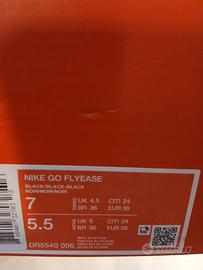 NIKE GO FLYEASE
BLACK/BLACK-BLACK
NOIR/NOIR/NOIR
7 UK 4.5 CM 24
BR 36 EUR 38
5.5 UK 5 CM 24
BR 36 EUR 38
DR5540 006